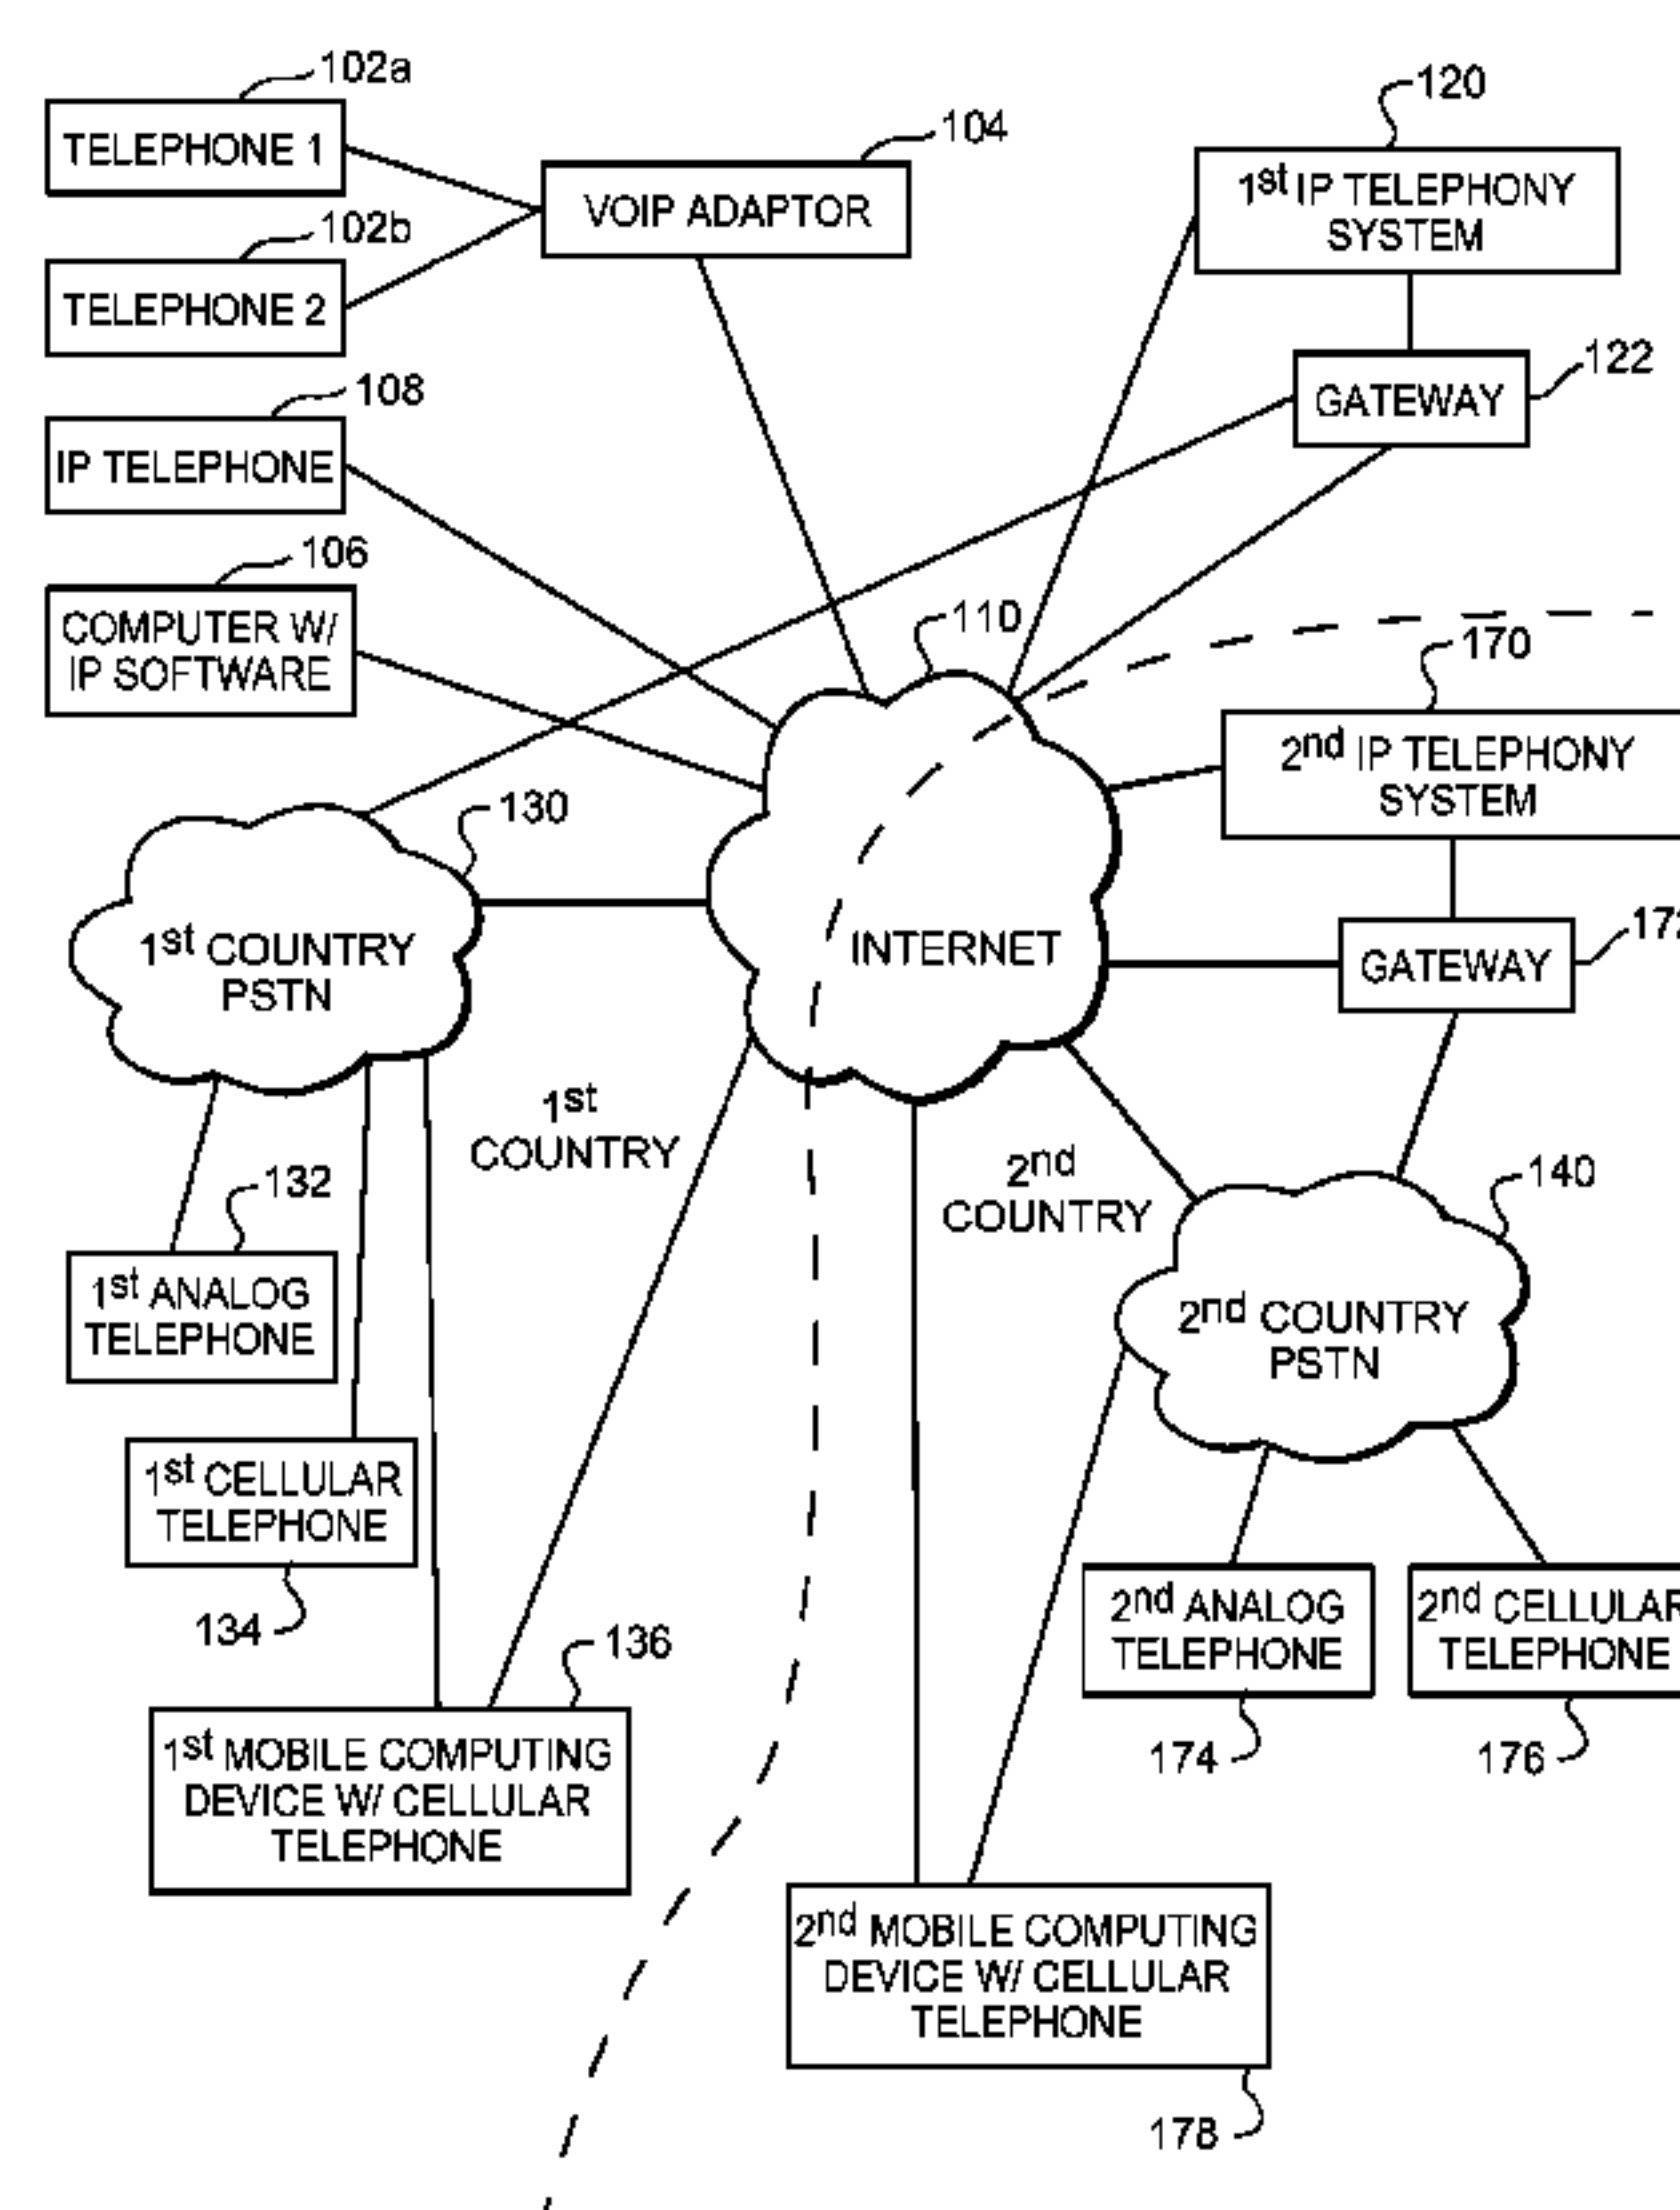 102a
TELEPHONE 1
104
VOIP ADAPTOR
120
1st IP TELEPHONY
SYSTEM
102b
TELEPHONE 2
122
GATEWAY
108
IP TELEPHONE
106
COMPUTER W/
IP SOFTWARE
110
170
2nd IP TELEPHONY
SYSTEM
130
1st COUNTRY
PSTN
INTERNET
GATEWAY
1st
COUNTRY
2nd
COUNTRY
140
132
1st ANALOG
TELEPHONE
2nd COUNTRY
PSTN
1st CELLULAR
TELEPHONE
134
136
2nd ANALOG
TELEPHONE
2nd CELLULAR
TELEPHONE
174
176
1st MOBILE COMPUTING
DEVICE W/ CELLULAR
TELEPHONE
2nd MOBILE COMPUTING
DEVICE W/ CELLULAR
TELEPHONE
178